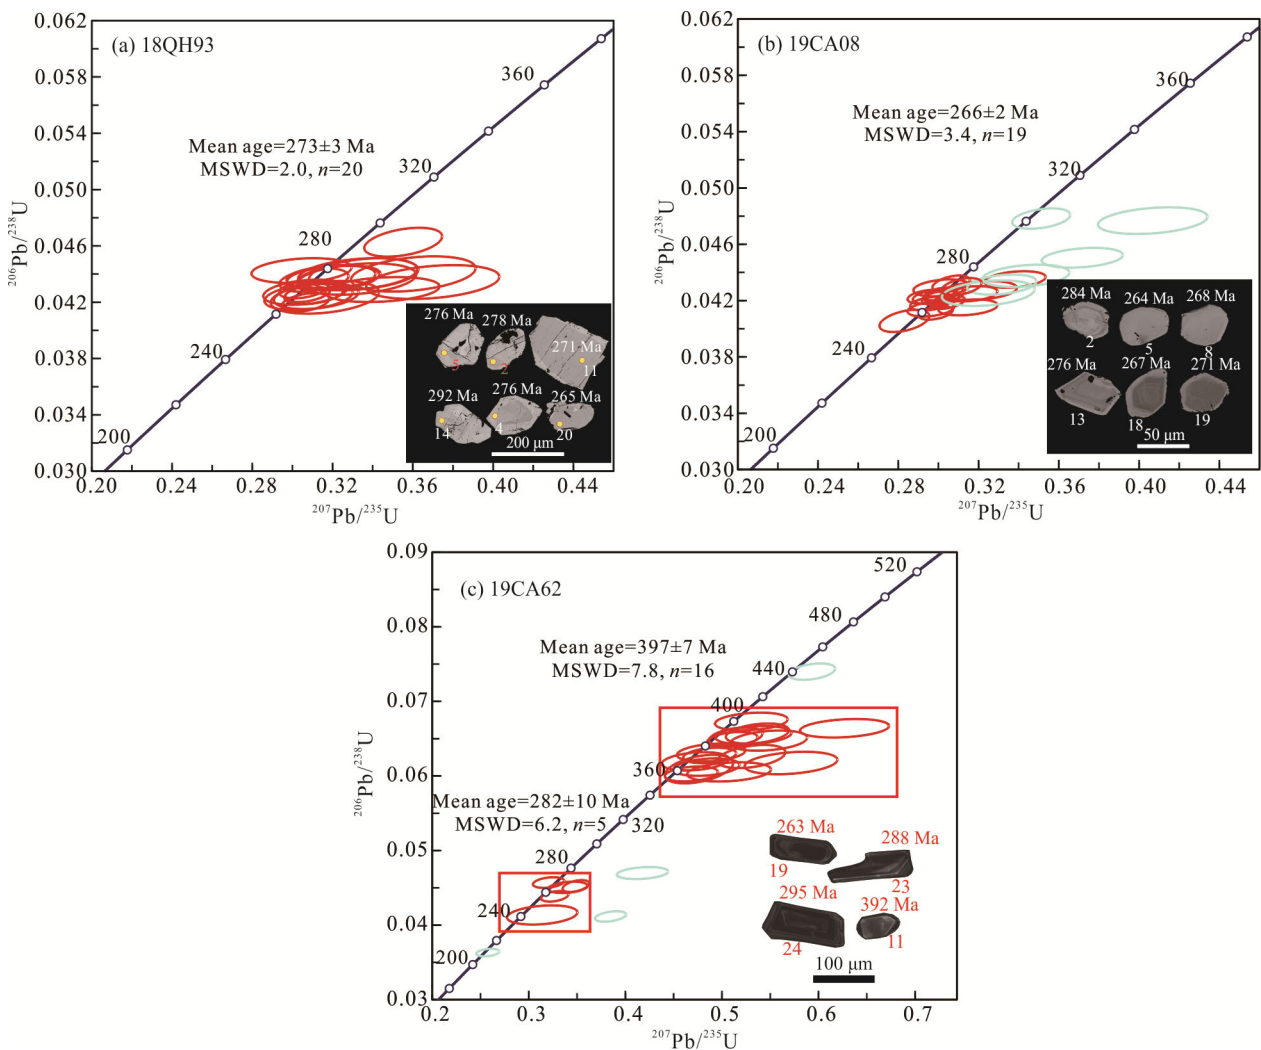 (a) 18QH93
Mean age=273±3 Ma
MSWD=2.0, n=20
0.062
0.058
0.054
0.050
0.046
0.042
0.038
0.034
0.030
²⁰⁶Pb/²³⁸U
360
320
280
240
200
276 Ma
278 Ma
271 Ma
5
2
11
292 Ma
276 Ma
265 Ma
14
4
20
200 μm
0.20 0.24 0.28 0.32 0.36 0.40 0.44
²⁰⁷Pb/²³⁵U
(b) 19CA08
Mean age=266±2 Ma
MSWD=3.4, n=19
0.062
0.058
0.054
0.050
0.046
0.042
0.038
0.034
0.030
²⁰⁶Pb/²³⁸U
360
320
280
240
200
284 Ma
264 Ma
268 Ma
2
5
8
276 Ma
267 Ma
271 Ma
13
18
19
50 μm
0.20 0.24 0.28 0.32 0.36 0.40 0.44
²⁰⁷Pb/²³⁵U
(c) 19CA62
Mean age=397±7 Ma
MSWD=7.8, n=16
Mean age=282±10 Ma
MSWD=6.2, n=5
0.09
0.08
0.07
0.06
0.05
0.04
0.03
²⁰⁶Pb/²³⁸U
520
480
440
400
360
320
280
240
200
263 Ma
288 Ma
19
23
295 Ma
392 Ma
24
11
100 μm
0.2 0.3 0.4 0.5 0.6 0.7
²⁰⁷Pb/²³⁵U